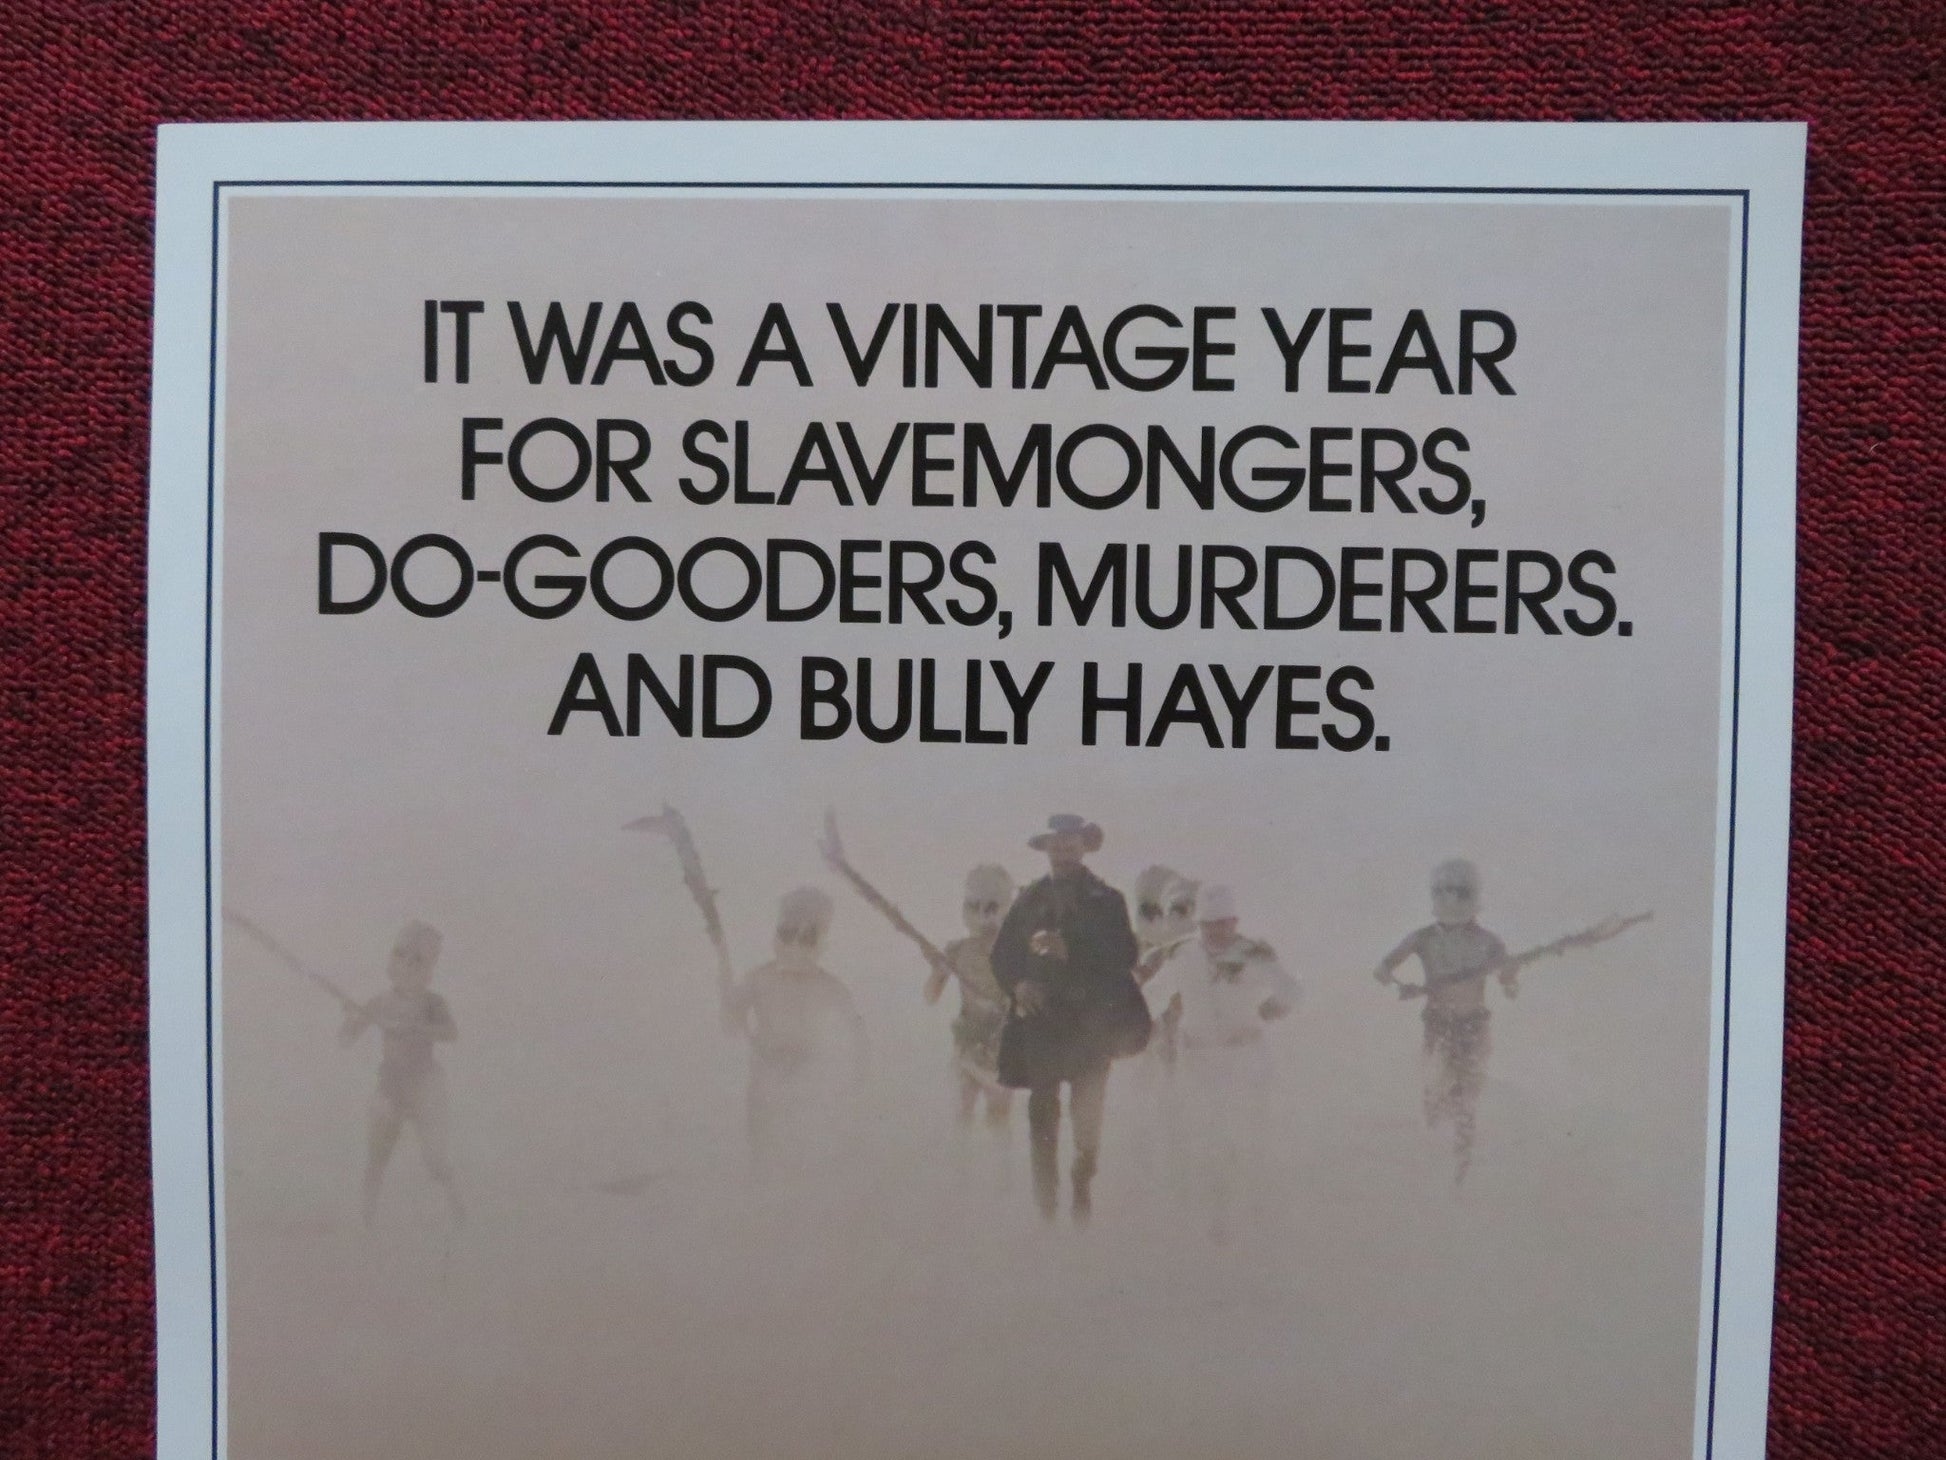 IT WAS A VINTAGE YEAR
FOR SLAVEMONGERS,
DO-GOODERS, MURDERERS.
AND BULLY HAYES.